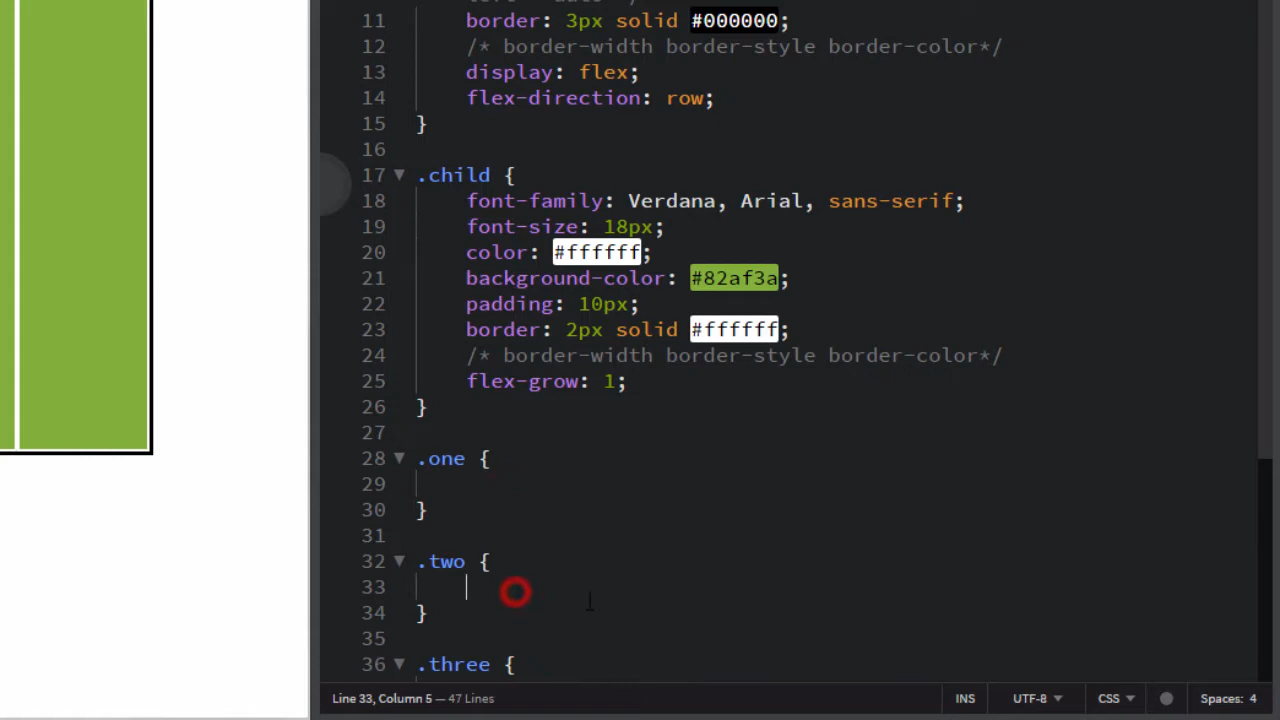 11 border: 3px solid #000000;
12 /* border-width border-style border-color*/
13 display: flex;
14 flex-direction: row;
15 }
16
17 .child {
18 font-family: Verdana, Arial, sans-serif;
19 font-size: 18px;
20 color: #ffffff;
21 background-color: #82af3a;
22 padding: 10px;
23 border: 2px solid #ffffff;
24 /* border-width border-style border-color*/
25 flex-grow: 1;
26 }
27
28 .one {
29
30 }
31
32 .two {
33
34 }
35
36 .three {
Line 33, Column 5 — 47 Lines INS UTF-8 CSS Spaces: 4